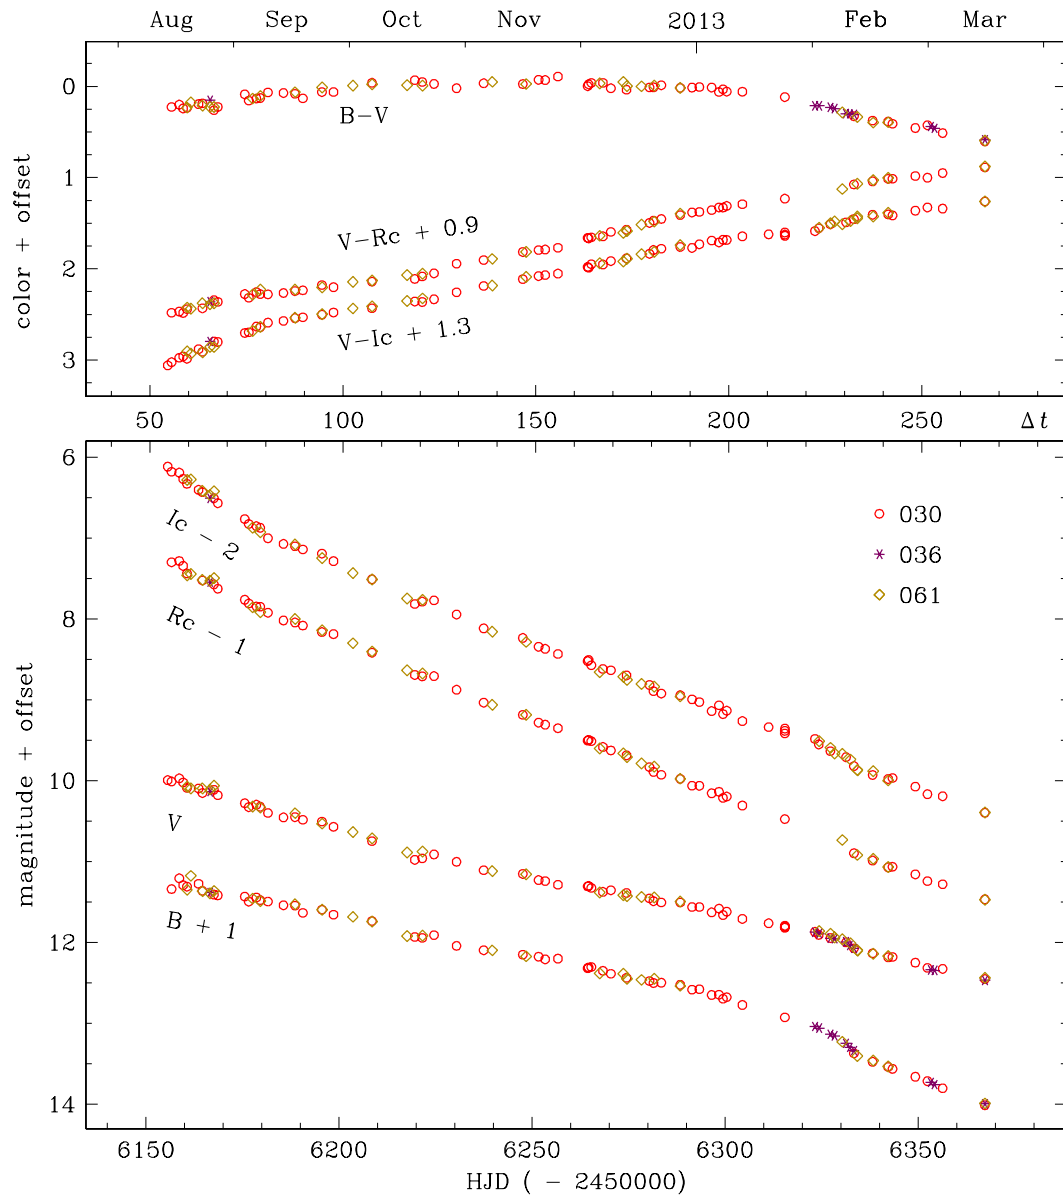 Aug Sep Oct Nov 2013 Feb Mar
0
B-V
1
V-Rc + 0.9
2
V-Ic + 1.3
3
color + offset
50 100 150 200 250 Δt
6
030
Ic - 2
036
061
8
Rc - 1
10
V
B + 1
12
14
magnitude + offset
6150 6200 6250 6300 6350
HJD ( - 2450000)